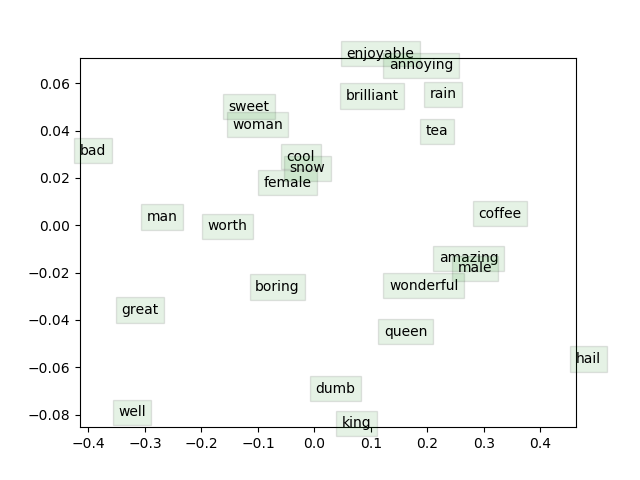 enjoyable
annoying
0.06
brilliant
rain
sweet
0.04
woman
tea
bad
cool
snow
0.02
female
man
worth
coffee
0.00
amazing
male
−0.02
boring
wonderful
great
−0.04
queen
hail
−0.06
dumb
well
−0.08
king
−0.4 −0.3 −0.2 −0.1 0.0 0.1 0.2 0.3 0.4